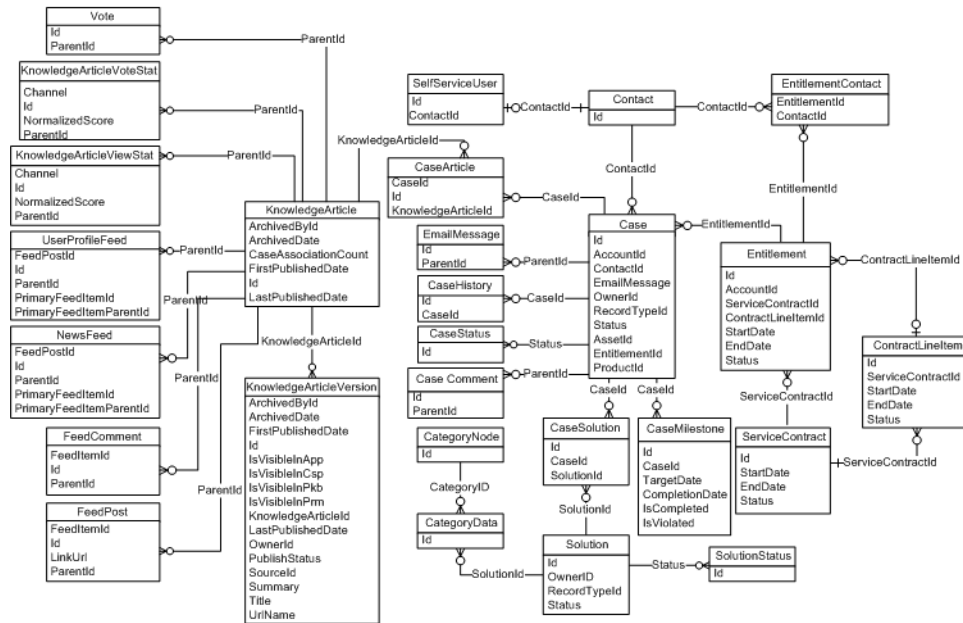 Vote
Id
ParentId
ParentId
KnowledgeArticleVoteStat
Channel
Id
NormalizedScore
ParentId
ParentId
KnowledgeArticleViewStat
Channel
Id
NormalizedScore
ParentId
ParentId
UserProfileFeed
FeedPostId
Id
ParentId
PrimaryFeedItemId
PrimaryFeedItemParentId
ParentId
NewsFeed
FeedPostId
Id
ParentId
PrimaryFeedItemId
PrimaryFeedItemParentId
ParentId
FeedComment
FeedItemId
Id
ParentId
ParentId
FeedPost
FeedItemId
Id
LinkUrl
ParentId
ParentId
KnowledgeArticle
ArchivedById
ArchivedDate
CaseAssociationCount
FirstPublishedDate
Id
LastPublishedDate
KnowledgeArticleId
KnowledgeArticleVersion
ArchivedById
ArchivedDate
FirstPublishedDate
Id
IsVisibleInApp
IsVisibleInCsp
IsVisibleInPkb
IsVisibleInPrm
KnowledgeArticleId
LastPublishedDate
OwnerId
PublishStatus
SourceId
Summary
Title
UrlName
KnowledgeArticleId
SelfServiceUser
Id
ContactId
ContactId
Contact
Id
ContactId
EntitlementContact
EntitlementId
ContactId
ContactId
EntitlementId
CaseArticle
CaseId
Id
KnowledgeArticleId
CaseId
EmailMessage
Id
ParentId
ParentId
CaseHistory
Id
CaseId
CaseId
CaseStatus
Id
Status
Case Comment
Id
ParentId
ParentId
Case
Id
AccountId
ContactId
EmailMessage
OwnerId
RecordTypeId
Status
AssetId
EntitlementId
ProductId
EntitlementId
Entitlement
Id
AccountId
ServiceContractId
ContractLineItemId
StartDate
EndDate
Status
ContractLineItemId
ContractLineItem
Id
ServiceContractId
StartDate
EndDate
Status
ServiceContractId
ServiceContract
Id
StartDate
EndDate
Status
ServiceContractId
CaseId
CaseId
CaseSolution
Id
CaseId
SolutionId
CaseMilestone
Id
CaseId
TargetDate
CompletionDate
IsCompleted
IsViolated
CategoryNode
Id
CategoryID
CategoryData
Id
SolutionId
SolutionId
Solution
Id
OwnerID
RecordTypeId
Status
Status
SolutionStatus
Id